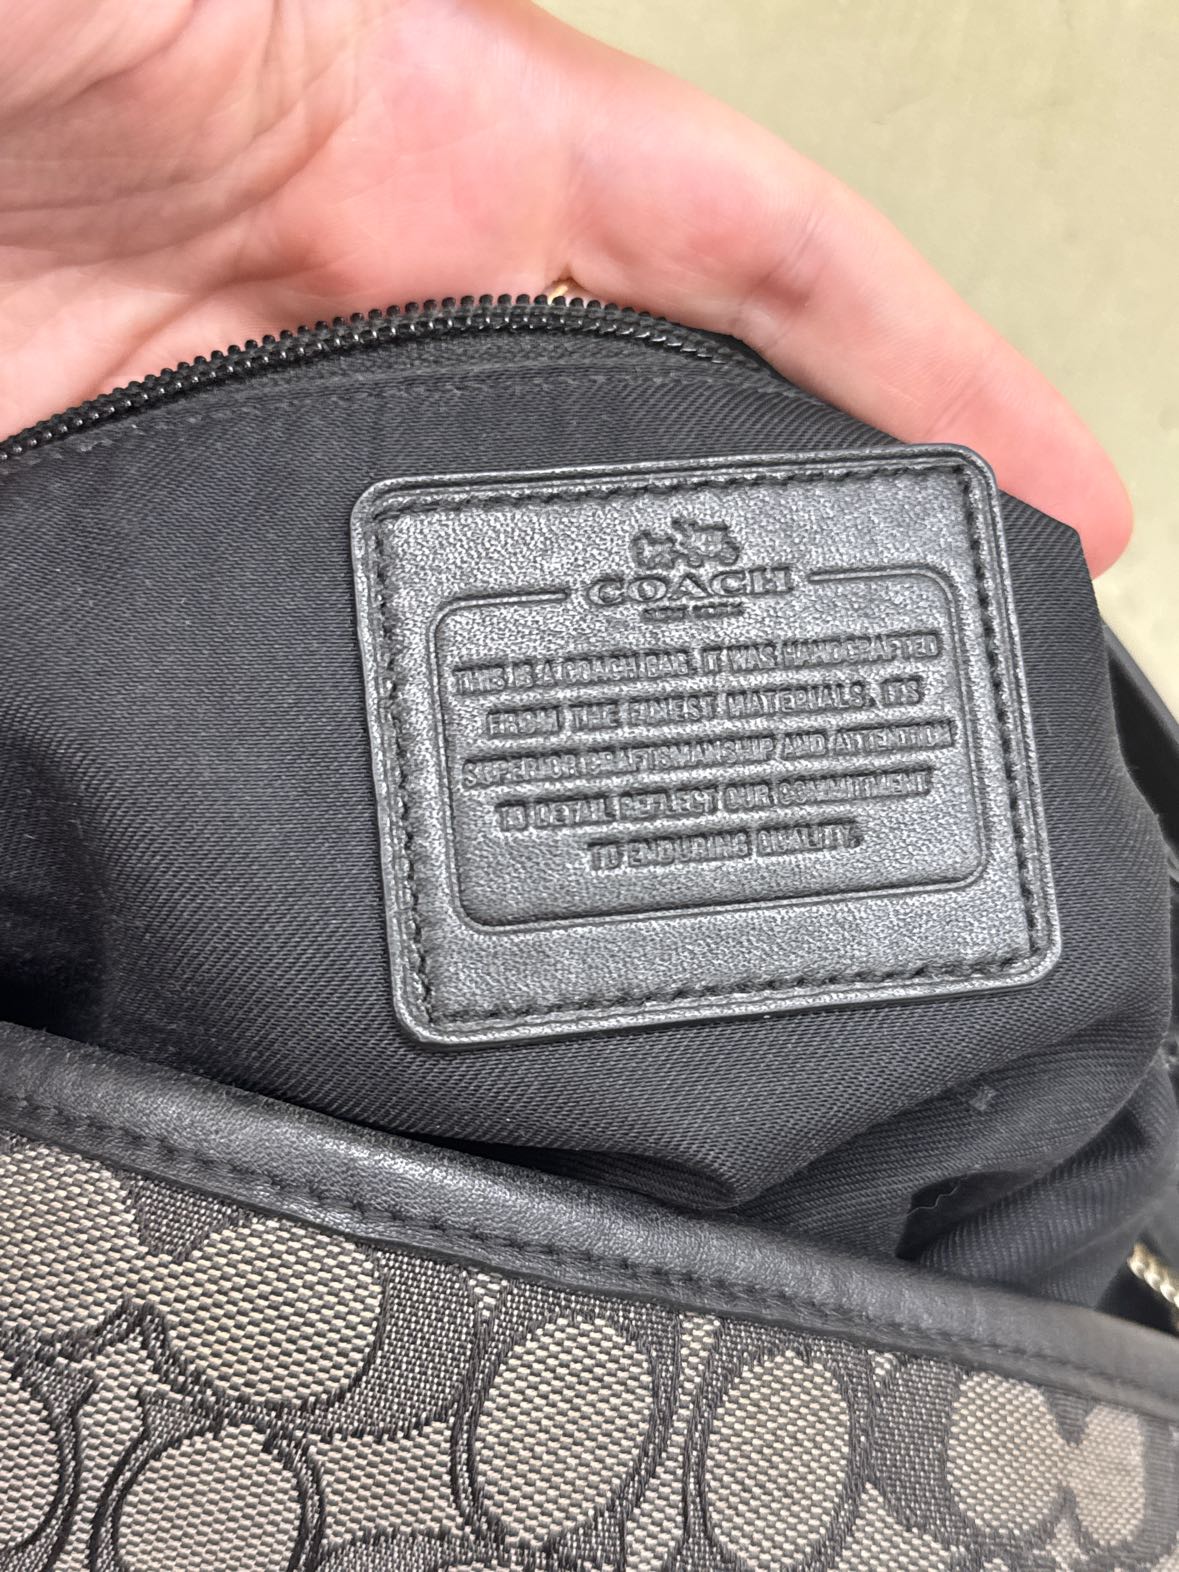 COACH
NEW YORK
THIS IS A COACH BAG. IT WAS HANDCRAFTED
FROM THE FINEST MATERIALS. ITS
SUPERIOR CRAFTSMANSHIP AND ATTENTION
TO DETAIL REFLECT OUR COMMITMENT
TO ENDURING QUALITY.